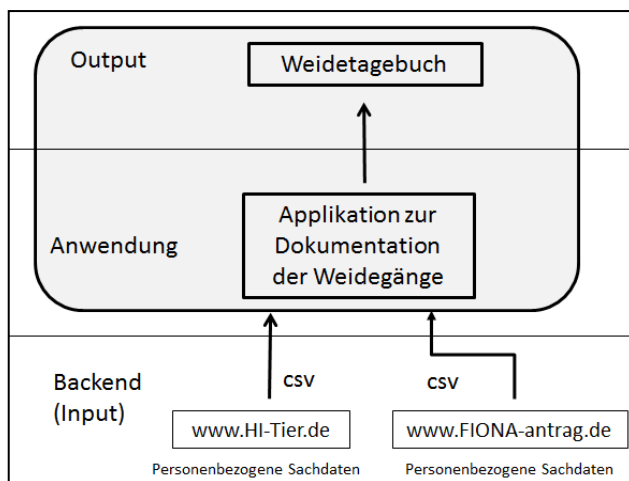 Output
Weidetagebuch
Anwendung
Applikation zur
Dokumentation
der Weidegänge
Backend
(Input)
csv
csv
www.HI-Tier.de
www.FIONA-antrag.de
Personenbezogene Sachdaten
Personenbezogene Sachdaten